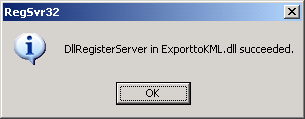 RegSvr32
DllRegisterServer in ExporttoKML.dll succeeded.
OK